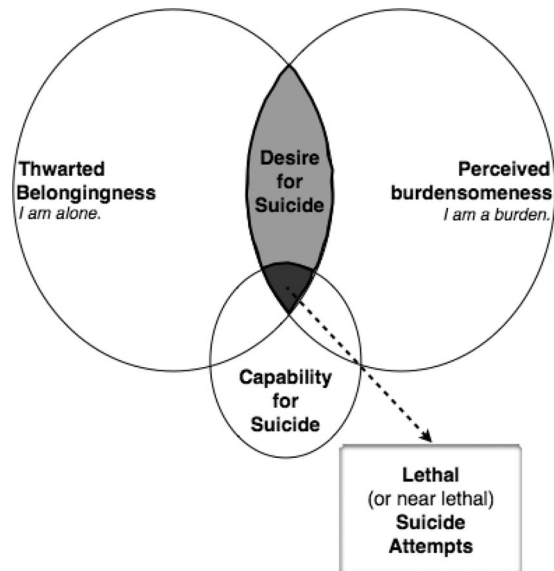 Thwarted
Belongingness
I am alone.
Desire
for
Suicide
Perceived
burdensomeness
I am a burden.
Capability
for
Suicide
Lethal
(or near lethal)
Suicide
Attempts